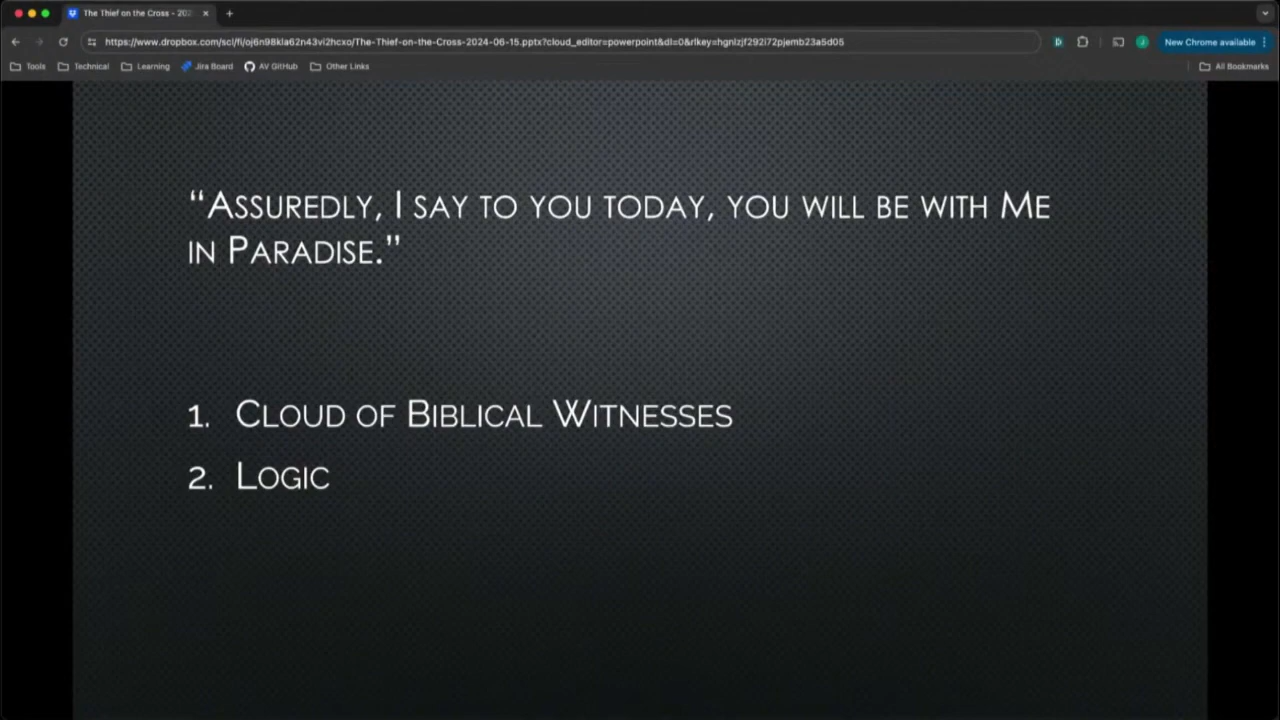 The Thief on the Cross - 202
https://www.dropbox.com/scl/fi/oj6n98kla62n43vi2hcxo/The-Thief-on-the-Cross-2024-06-15.pptx?cloud_editor=powerpoint&dl=0&rlkey=hgnlzjf292i72pjemb23a5d05
New Chrome available
Tools
Technical
Learning
Jira Board
AV GitHub
Other Links
All Bookmarks
“Assuredly, I say to you today, you will be with Me
in Paradise.”
1. Cloud of Biblical Witnesses
2. Logic